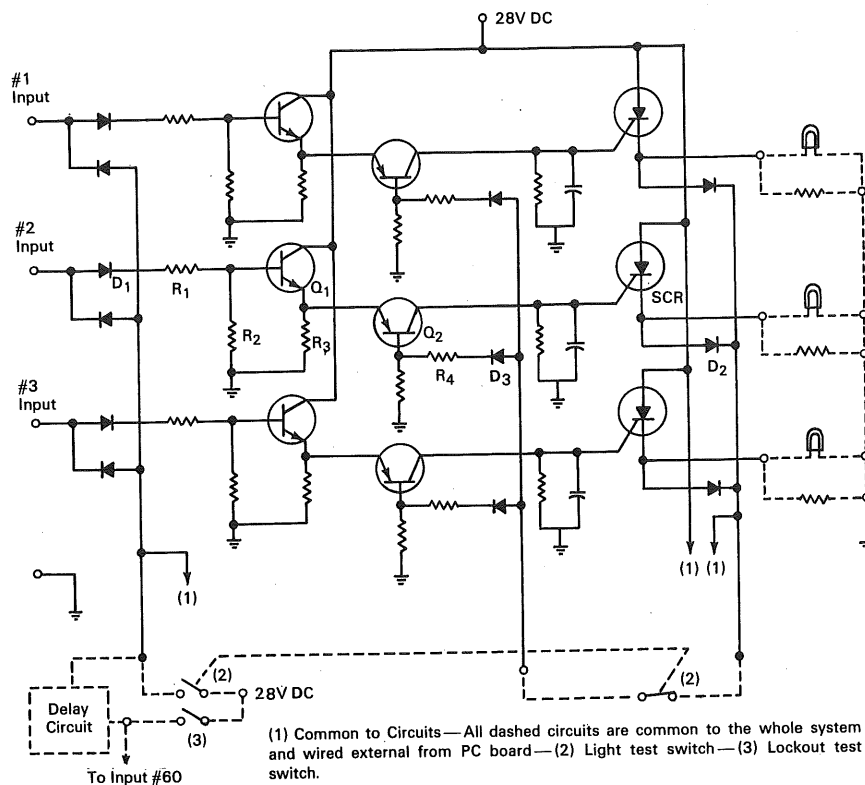 28V DC
#1
Input
#2
Input
D1
R1
Q1
R2
R3
Q2
R4
D3
SCR
D2
#3
Input
(1)
(1) (1)
(2)
28V DC
(2)
Delay
Circuit
(3)
To Input #60
(1) Common to Circuits—All dashed circuits are common to the whole system
and wired external from PC board—(2) Light test switch—(3) Lockout test
switch.